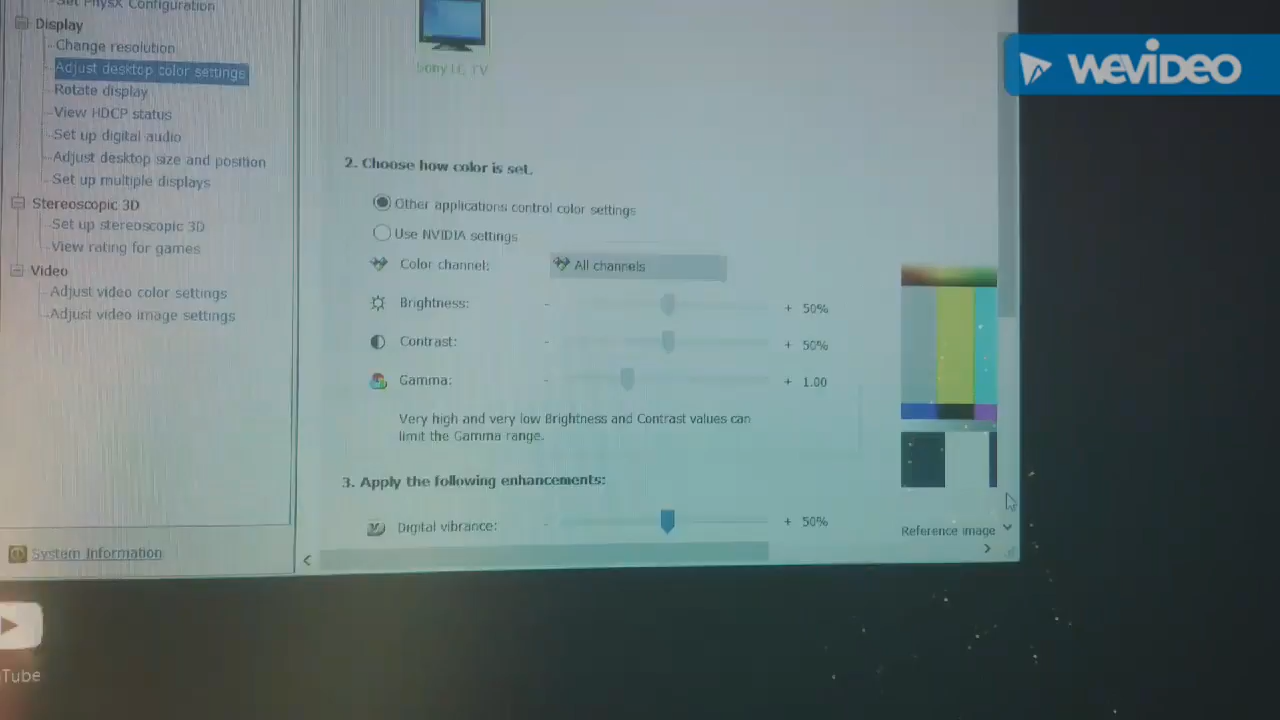 Set PhysX Configuration
Display
Change resolution
Adjust desktop color settings
Rotate display
View HDCP status
Set up digital audio
Adjust desktop size and position
Set up multiple displays
Stereoscopic 3D
Set up stereoscopic 3D
View rating for games
Video
Adjust video color settings
Adjust video image settings
System Information
Tube
Sony TV
2. Choose how color is set.
Other applications control color settings
Use NVIDIA settings
Color channel: All channels
Brightness: - + 50%
Contrast: - + 50%
Gamma: - + 1.00
Very high and very low Brightness and Contrast values can
limit the Gamma range.
3. Apply the following enhancements:
Digital vibrance: - + 50%
Reference image
WEVIDEO